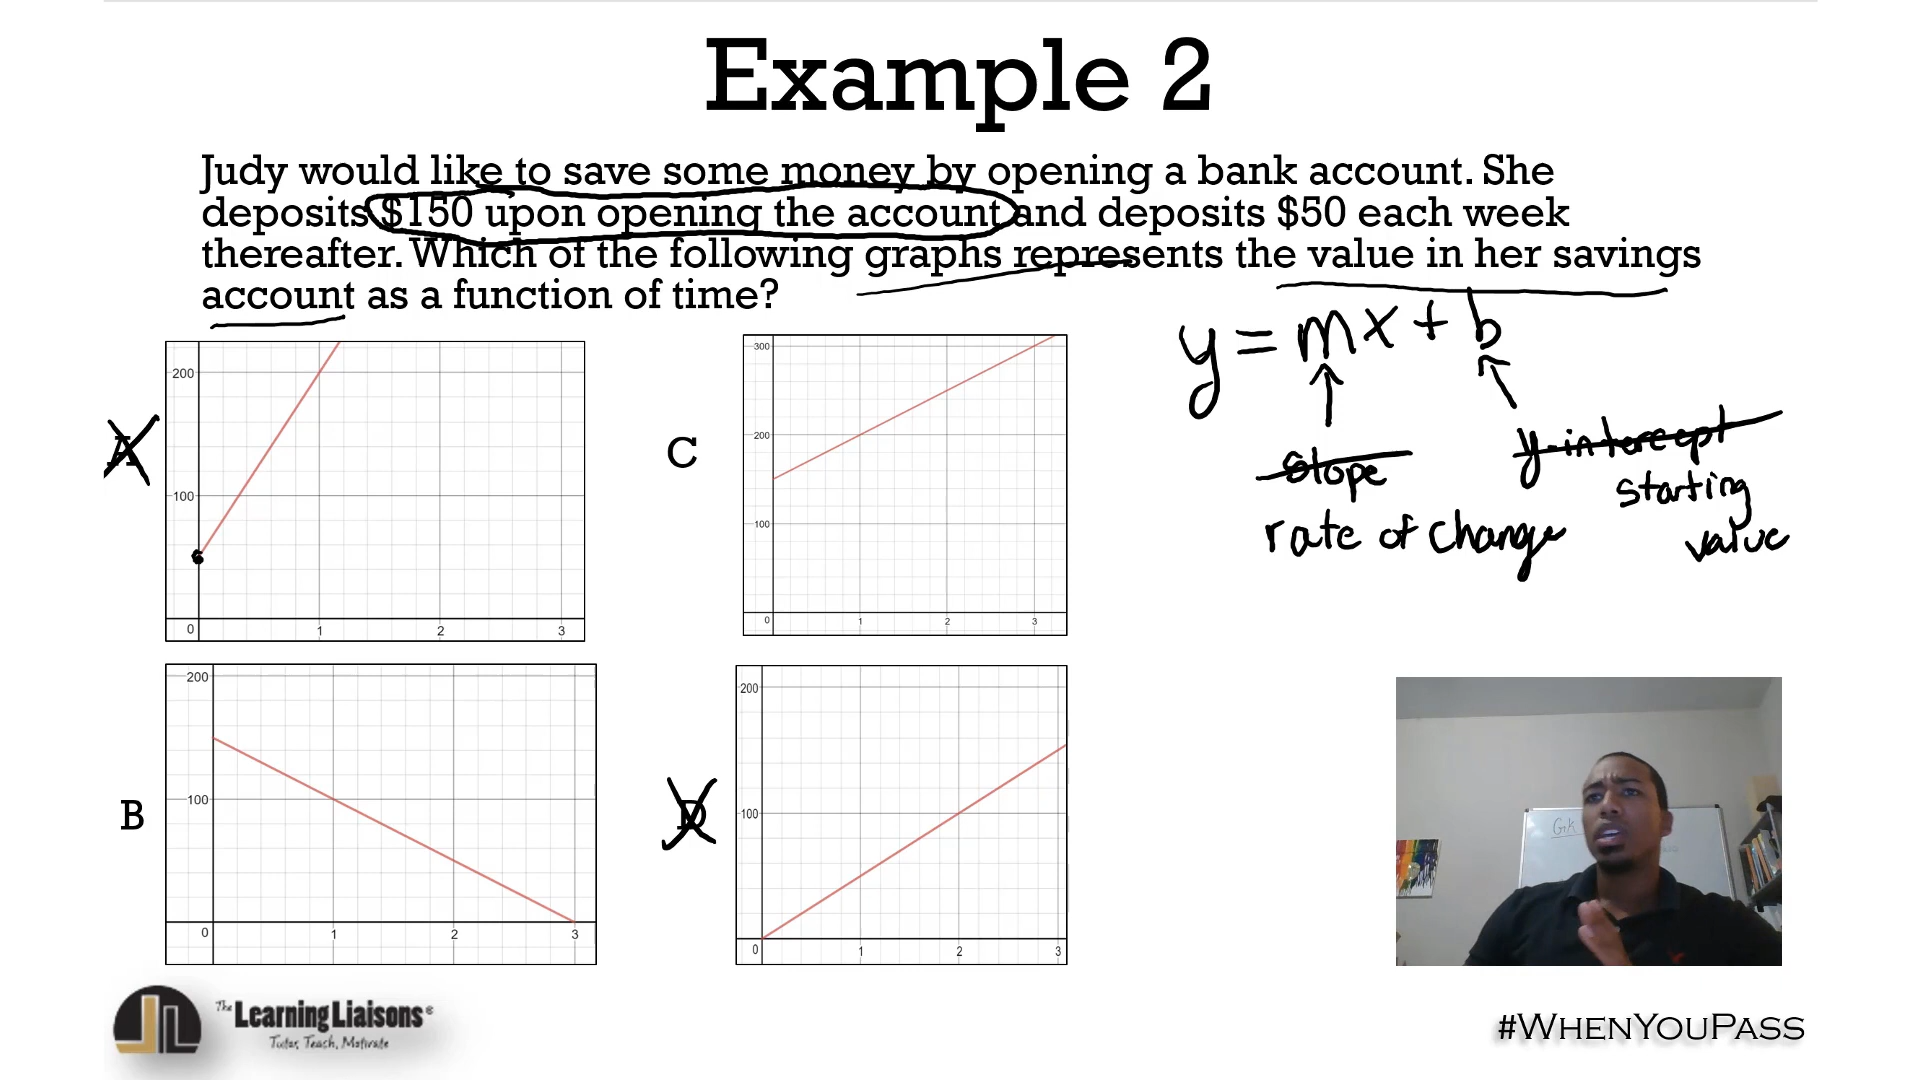 Example 2
Judy would like to save some money by opening a bank account. She
deposits $150 upon opening the account and deposits $50 each week
thereafter. Which of the following graphs represents the value in her savings
account as a function of time?
y = mx + b
slope
rate of change
y-intercept
starting
value
A
200
100
0
1
2
3
C
300
200
100
0
1
2
3
B
200
100
0
1
2
3
D
200
100
0
1
2
3
GK
The Learning Liaisons®
Tutor, Teach, Motivate
#WHENYOUPASS